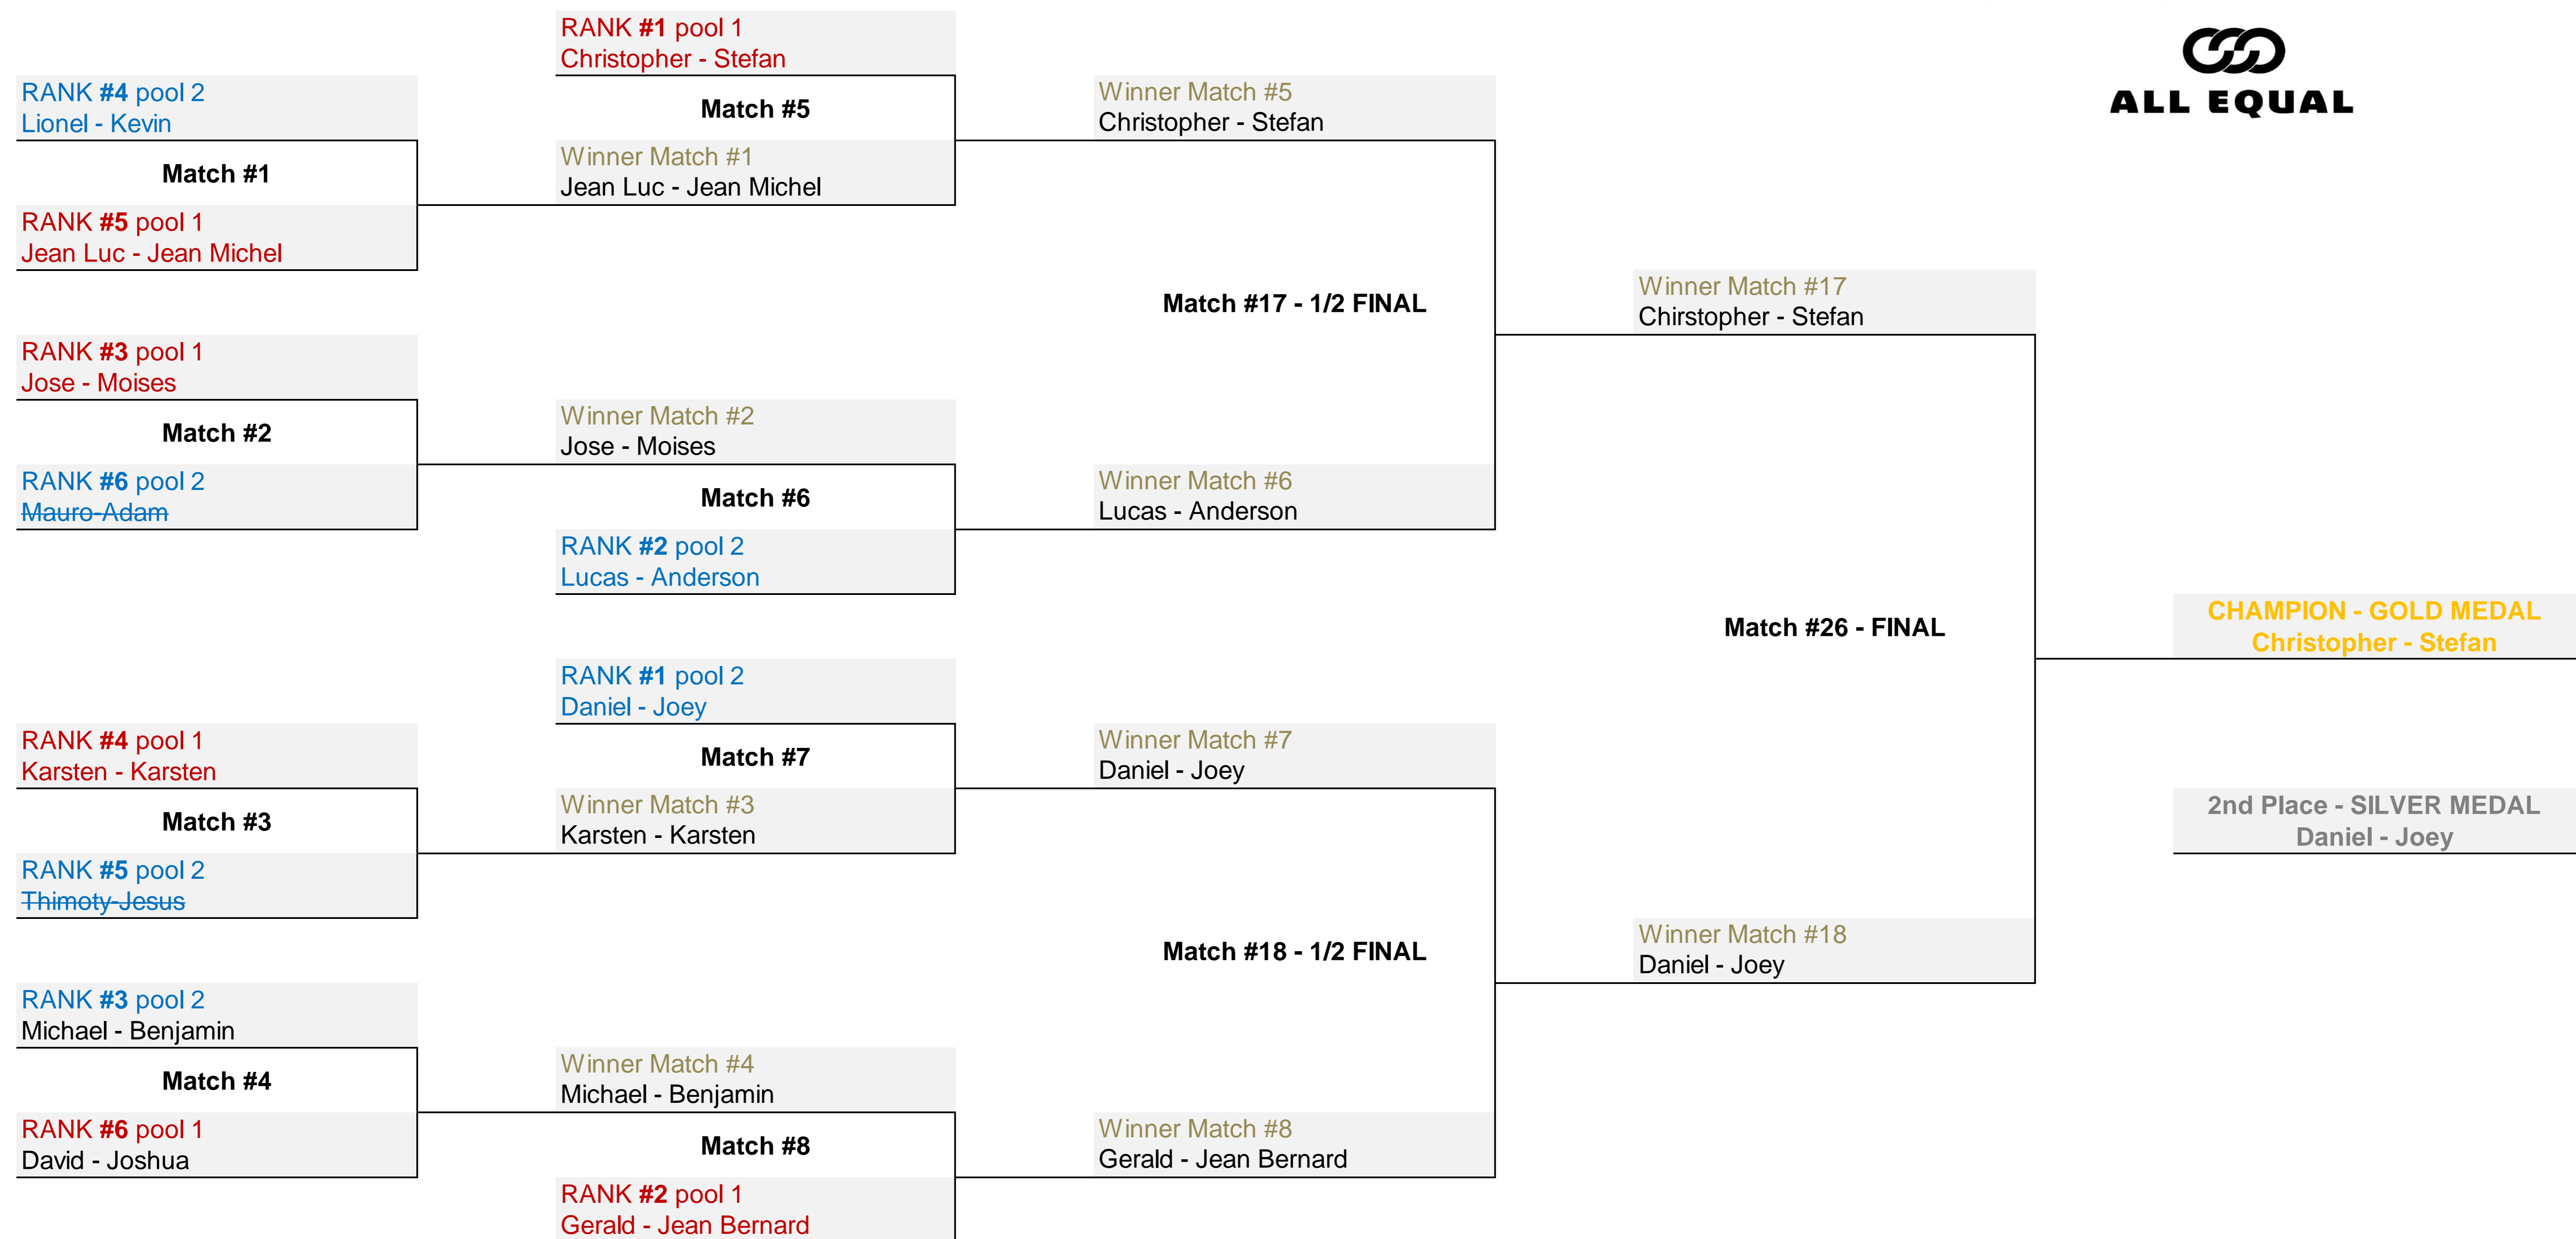 RANK #4 pool 2
Lionel - Kevin
Match #1
RANK #5 pool 1
Jean Luc - Jean Michel
RANK #3 pool 1
Jose - Moises
Match #2
RANK #6 pool 2
Mauro-Adam
RANK #4 pool 1
Karsten - Karsten
Match #3
RANK #5 pool 2
Thimoty-Jesus
RANK #3 pool 2
Michael - Benjamin
Match #4
RANK #6 pool 1
David - Joshua
RANK #1 pool 1
Christopher - Stefan
Match #5
Winner Match #1
Jean Luc - Jean Michel
Winner Match #2
Jose - Moises
Match #6
RANK #2 pool 2
Lucas - Anderson
RANK #1 pool 2
Daniel - Joey
Match #7
Winner Match #3
Karsten - Karsten
Winner Match #4
Michael - Benjamin
Match #8
RANK #2 pool 1
Gerald - Jean Bernard
Winner Match #5
Christopher - Stefan
Match #17 - 1/2 FINAL
Winner Match #6
Lucas - Anderson
Winner Match #7
Daniel - Joey
Match #18 - 1/2 FINAL
Winner Match #8
Gerald - Jean Bernard
Winner Match #17
Chirstopher - Stefan
Match #26 - FINAL
Winner Match #18
Daniel - Joey
ALL EQUAL
CHAMPION - GOLD MEDAL
Christopher - Stefan
2nd Place - SILVER MEDAL
Daniel - Joey